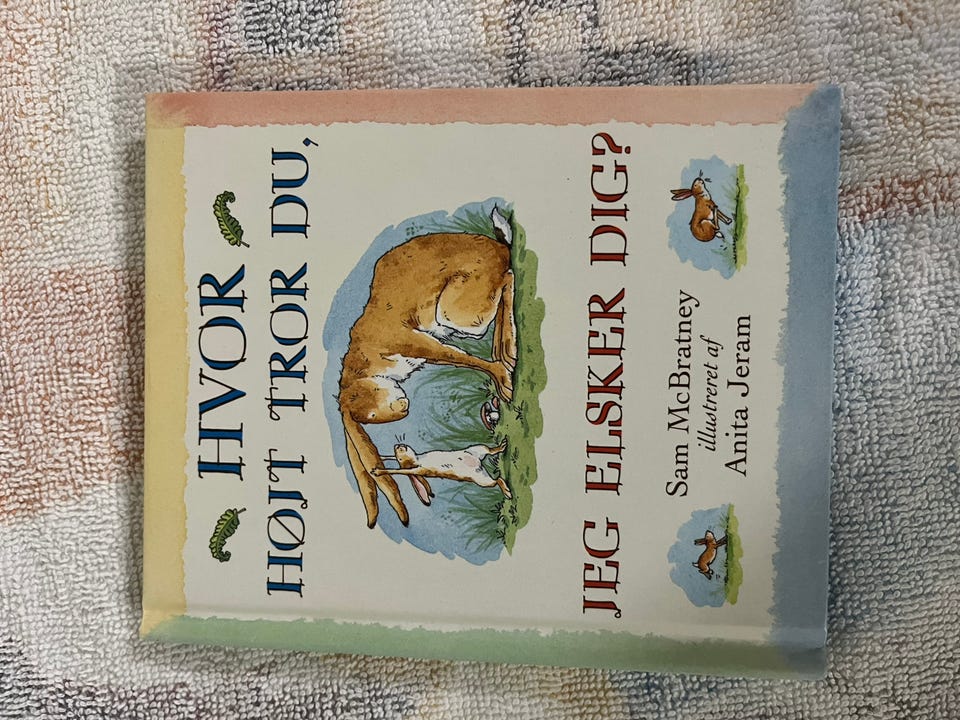 HVOR
HØJT TROR DU,
JEG ELSKER DIG?
Sam McBratney
illustreret af
Anita Jeram